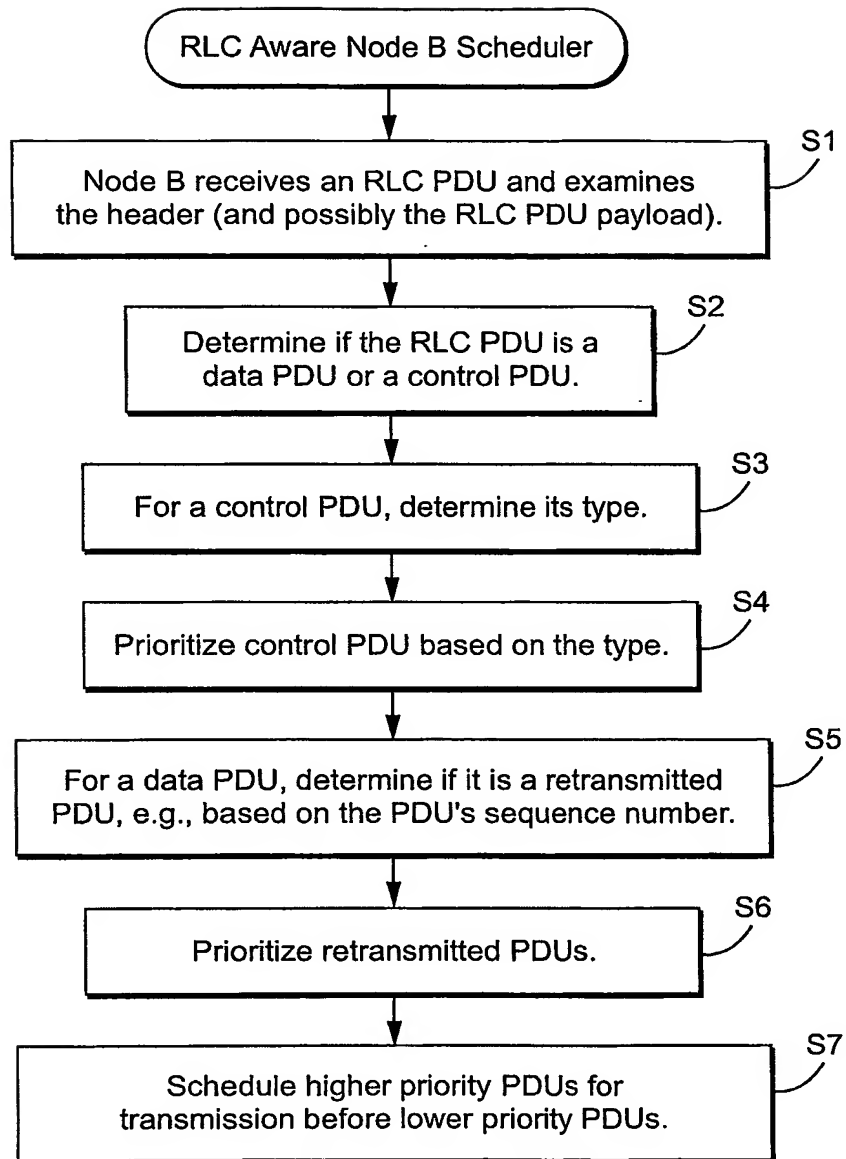 RLC Aware Node B Scheduler
S1
Node B receives an RLC PDU and examines
the header (and possibly the RLC PDU payload).
S2
Determine if the RLC PDU is a
data PDU or a control PDU.
S3
For a control PDU, determine its type.
S4
Prioritize control PDU based on the type.
S5
For a data PDU, determine if it is a retransmitted
PDU, e.g., based on the PDU's sequence number.
S6
Prioritize retransmitted PDUs.
S7
Schedule higher priority PDUs for
transmission before lower priority PDUs.